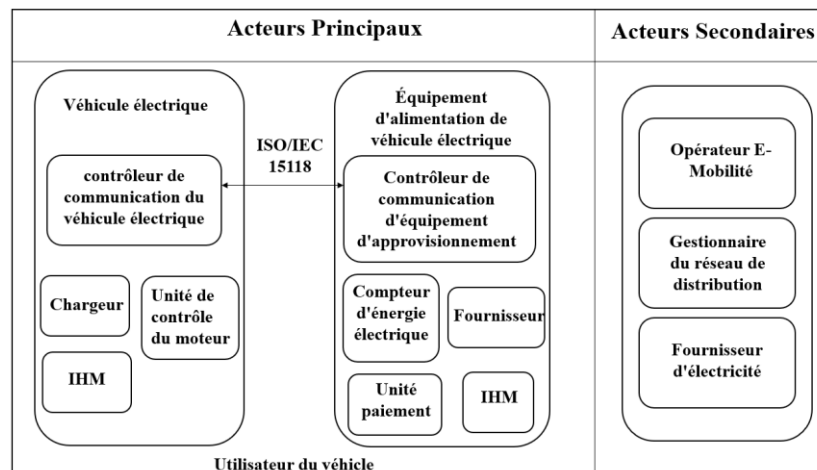 Acteurs Principaux
Acteurs Secondaires
Véhicule électrique
contrôleur de
communication du
véhicule électrique
Chargeur
Unité de
contrôle
du moteur
IHM
ISO/IEC
15118
Équipement
d'alimentation de
véhicule électrique
Contrôleur de
communication
d'équipement
d'approvisionnement
Compteur
d'énergie
électrique
Fournisseur
Unité
paiement
IHM
Utilisateur du véhicle
Opérateur E-
Mobilité
Gestionnaire
du réseau de
distribution
Fournisseur
d'électricité